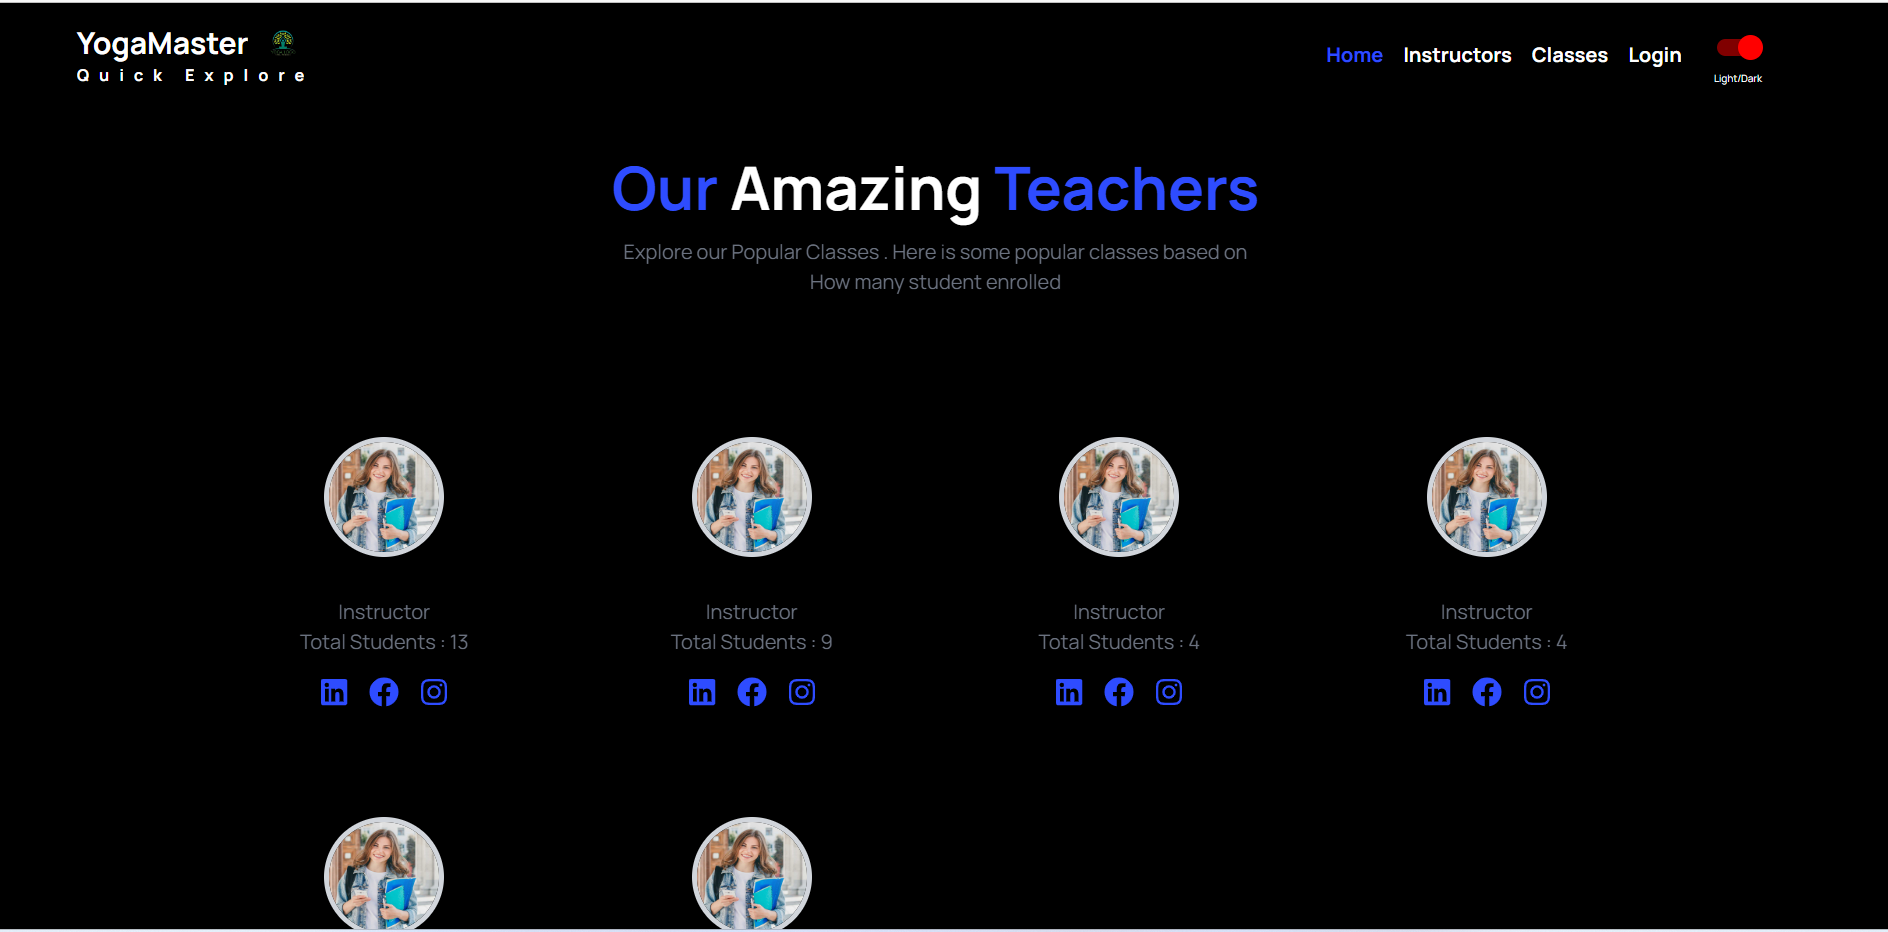 YogaMaster
Quick Explore
Home Instructors Classes Login
Light/Dark
Our Amazing Teachers
Explore our Popular Classes . Here is some popular classes based on
How many student enrolled
Instructor
Total Students : 13
Instructor
Total Students : 9
Instructor
Total Students : 4
Instructor
Total Students : 4